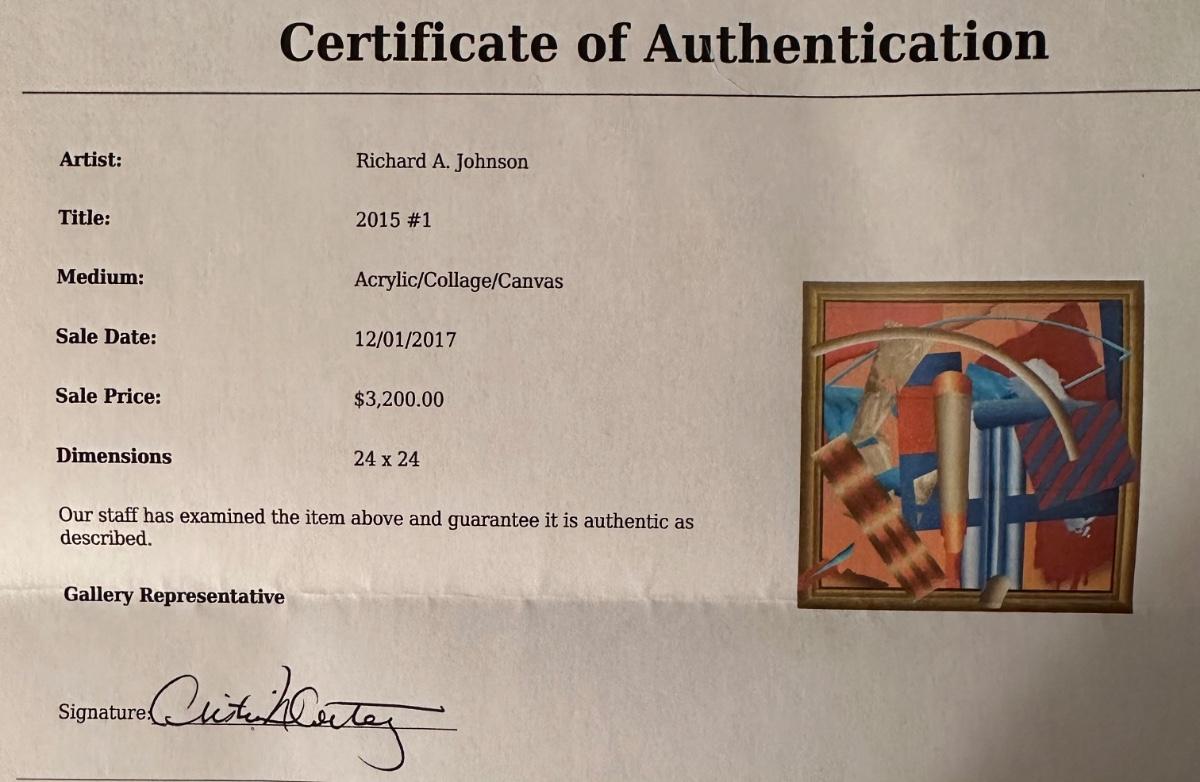 Certificate of Authentication
Artist: Richard A. Johnson
Title: 2015 #1
Medium: Acrylic/Collage/Canvas
Sale Date: 12/01/2017
Sale Price: $3,200.00
Dimensions 24 x 24
Our staff has examined the item above and guarantee it is authentic as
described.
Gallery Representative
Signature: